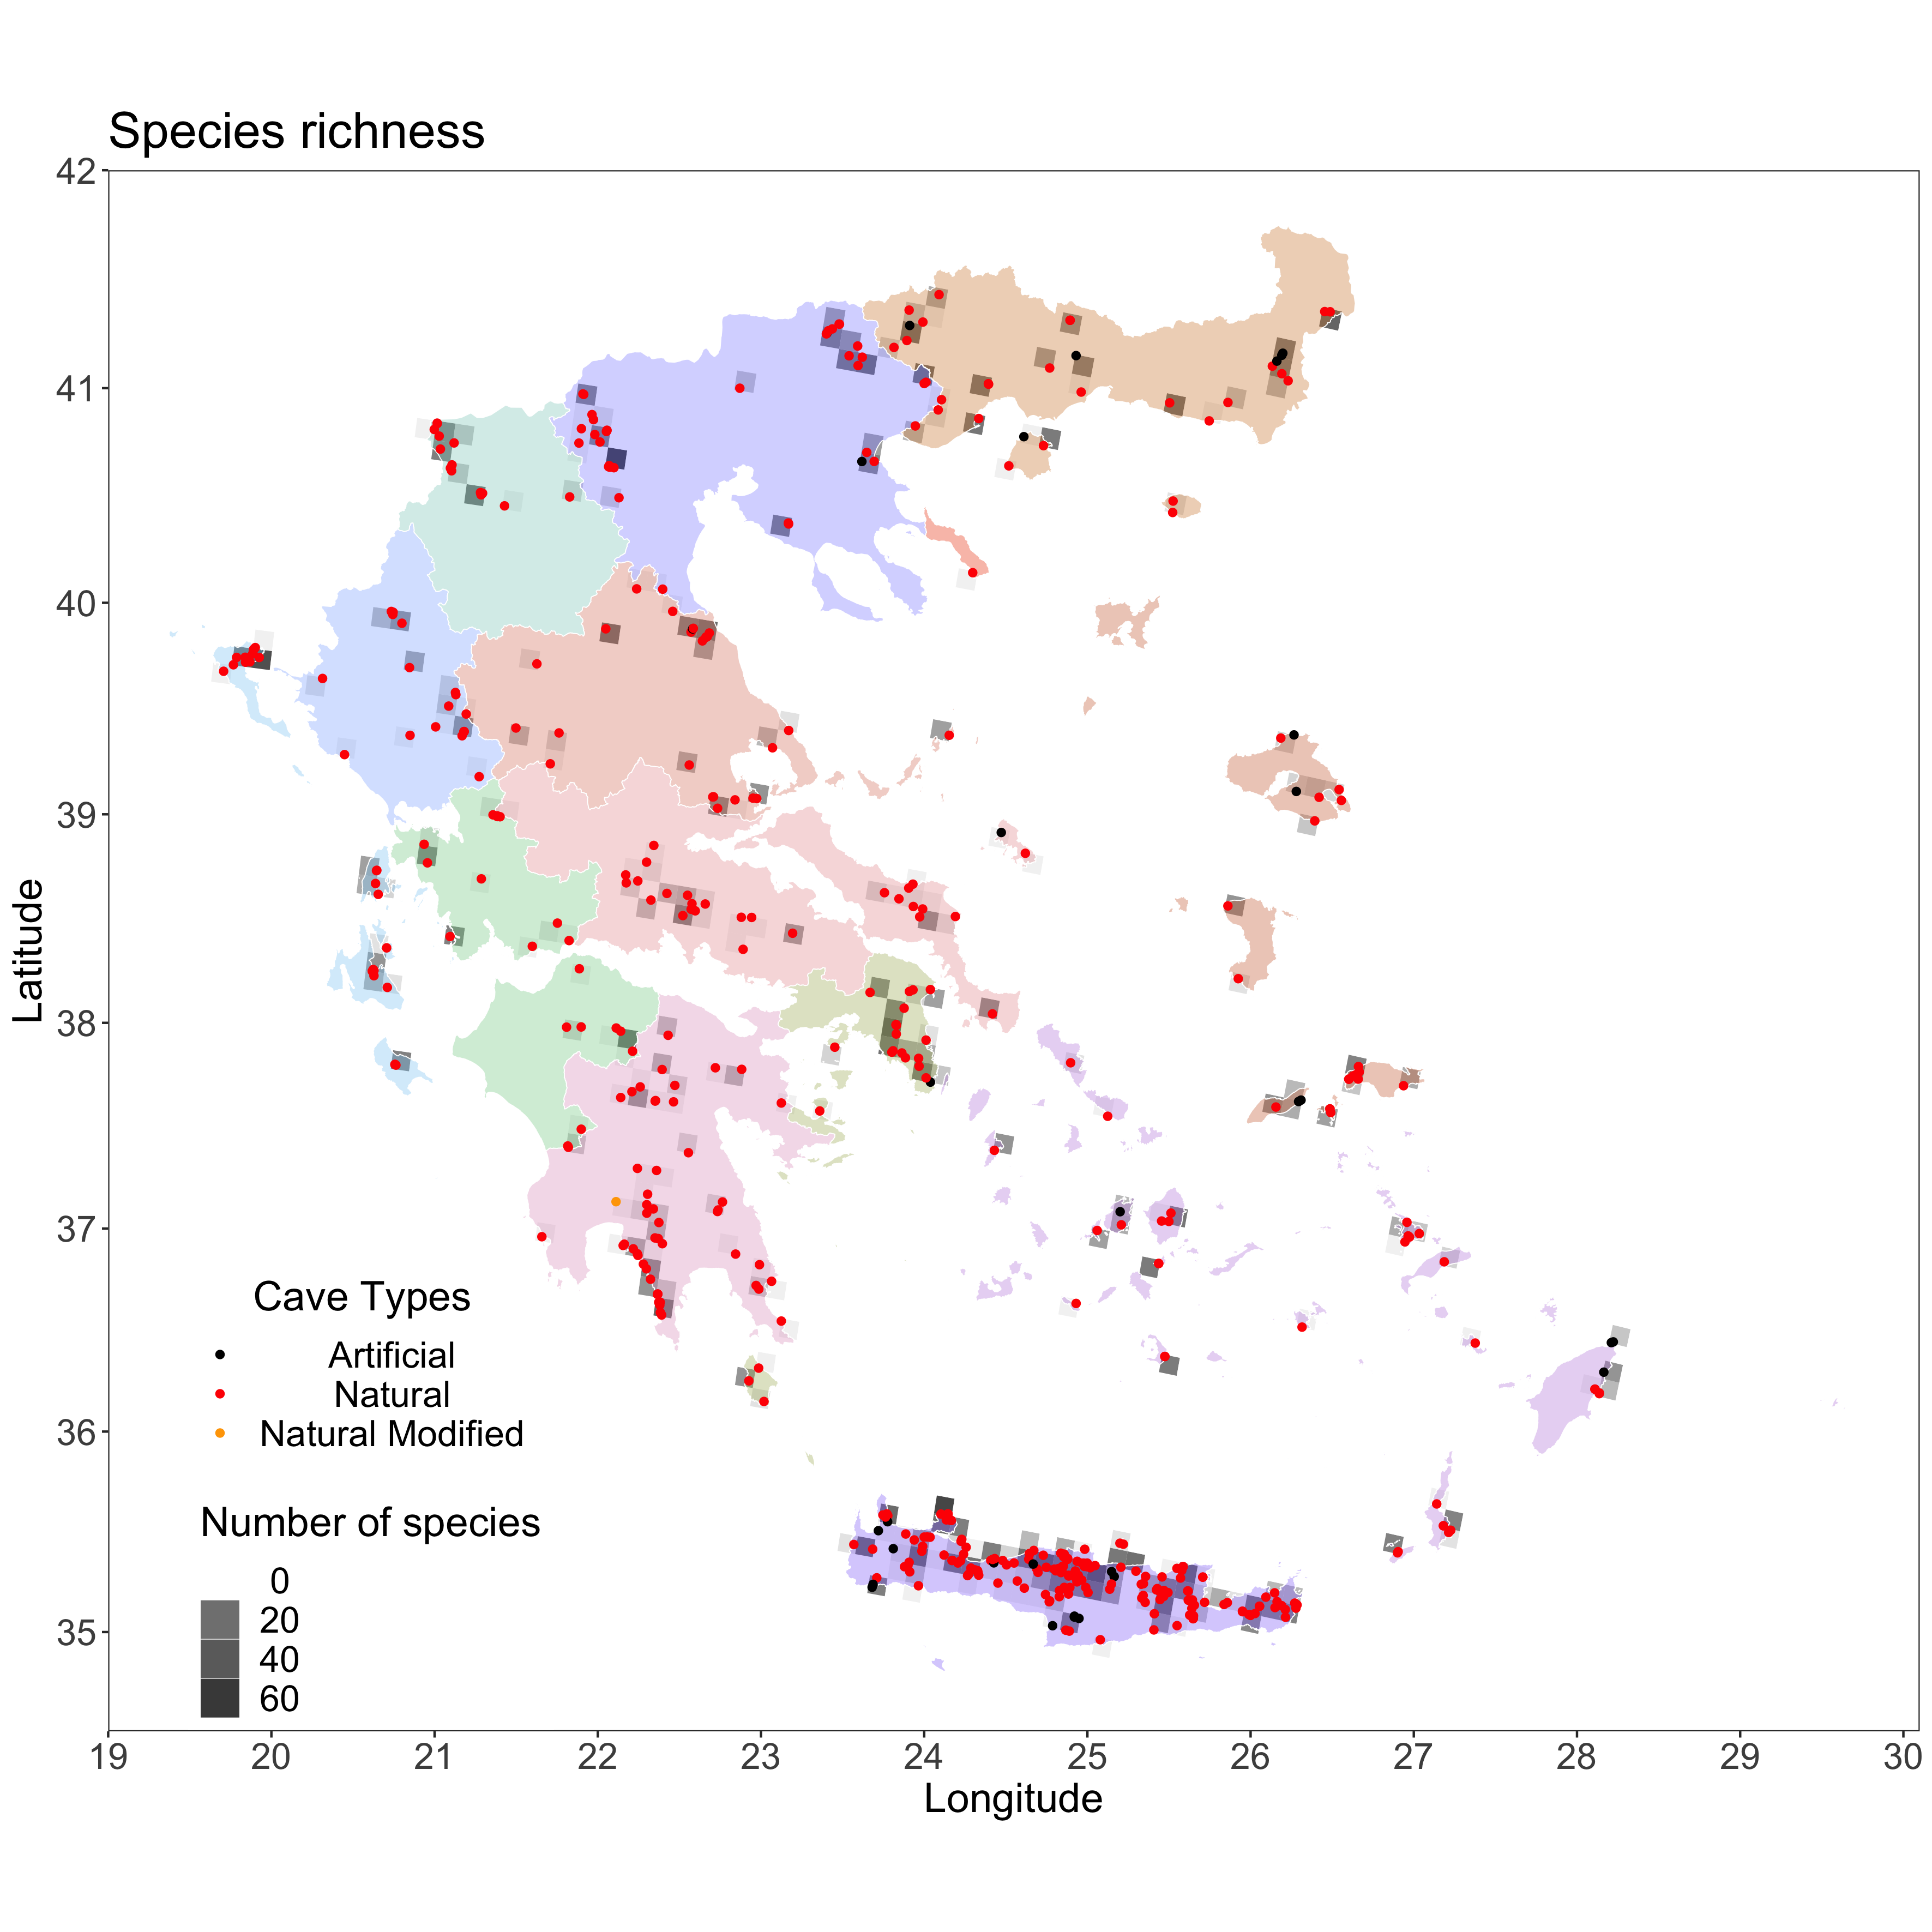 Species richness
42
41
40
39
38
37
36
35
Latitude
Cave Types
Artificial
Natural
Natural Modified
Number of species
0
20
40
60
19 20 21 22 23 24 25 26 27 28 29 30
Longitude